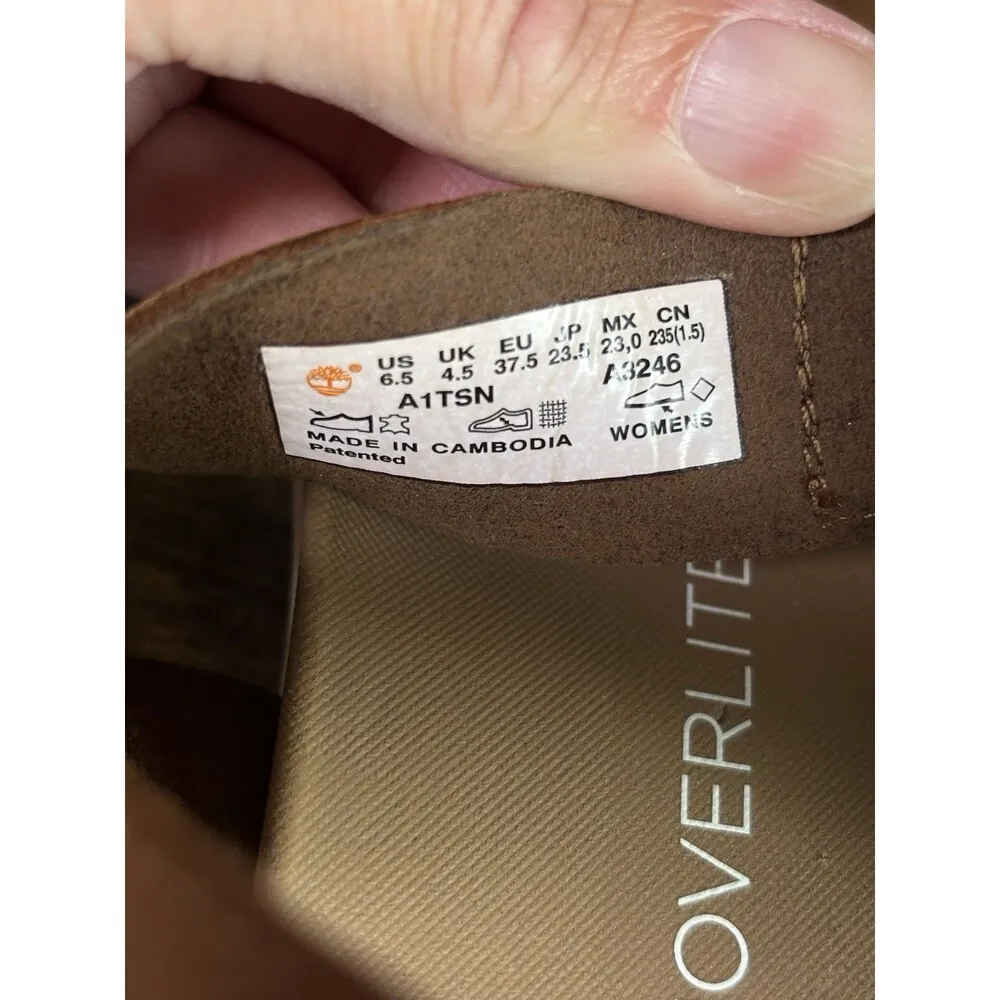 US UK EU JP MX CN
6.5 4.5 37.5 23.5 23,0 235(1.5)
A1TSN A3246
MADE IN CAMBODIA WOMENS
Patented
OVERLITE